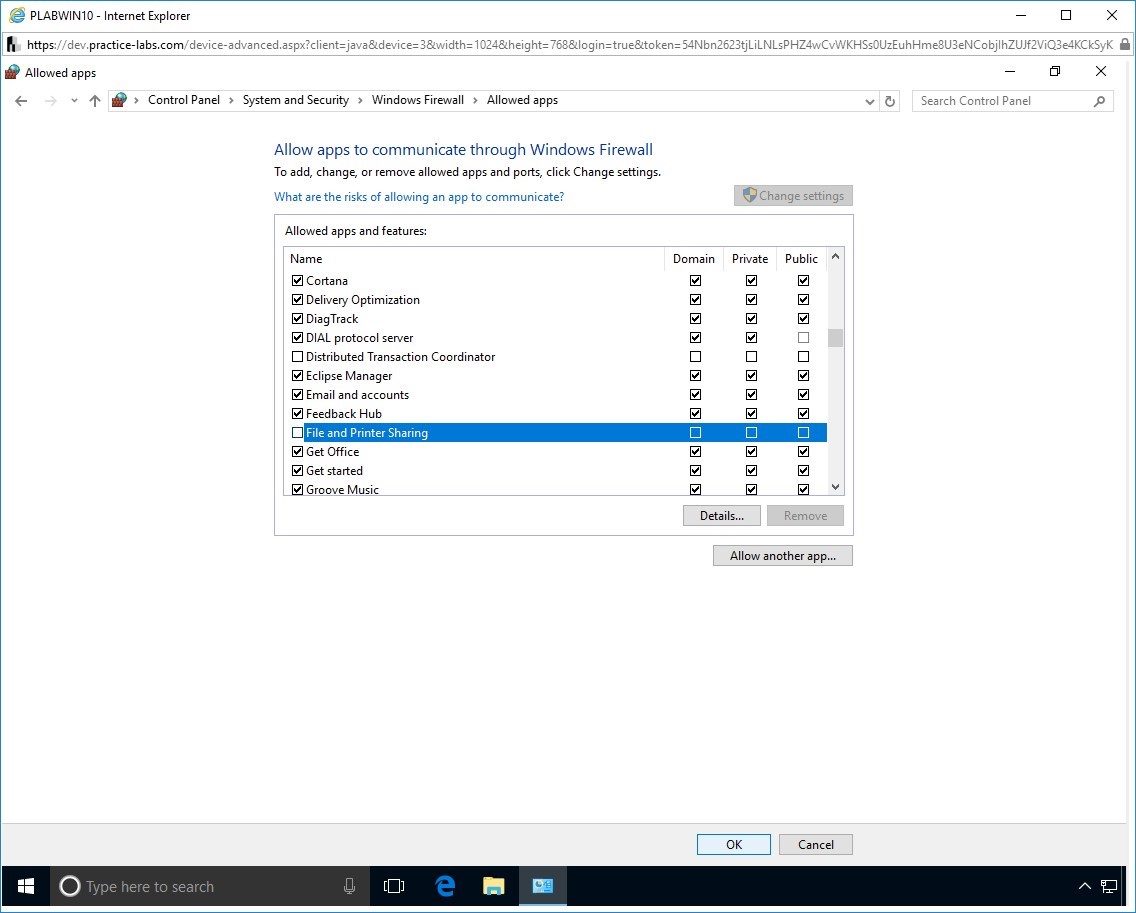 PLABWIN10 - Internet Explorer
https://dev.practice-labs.com/device-advanced.aspx?client=java&device=3&width=1024&height=768&login=true&token=54Nbn2623tjLiLNLsPHZ4wCvWKHSs0UzEuhHme8U3eNCobjlhZUJf2ViQ3e4KCkSyK
Allowed apps
Control Panel > System and Security > Windows Firewall > Allowed apps
Search Control Panel
Allow apps to communicate through Windows Firewall
To add, change, or remove allowed apps and ports, click Change settings.
What are the risks of allowing an app to communicate?
Change settings
Allowed apps and features:
Name Domain Private Public
Cortana
Delivery Optimization
DiagTrack
DIAL protocol server
Distributed Transaction Coordinator
Eclipse Manager
Email and accounts
Feedback Hub
File and Printer Sharing
Get Office
Get started
Groove Music
Details... Remove
Allow another app...
OK Cancel
Type here to search